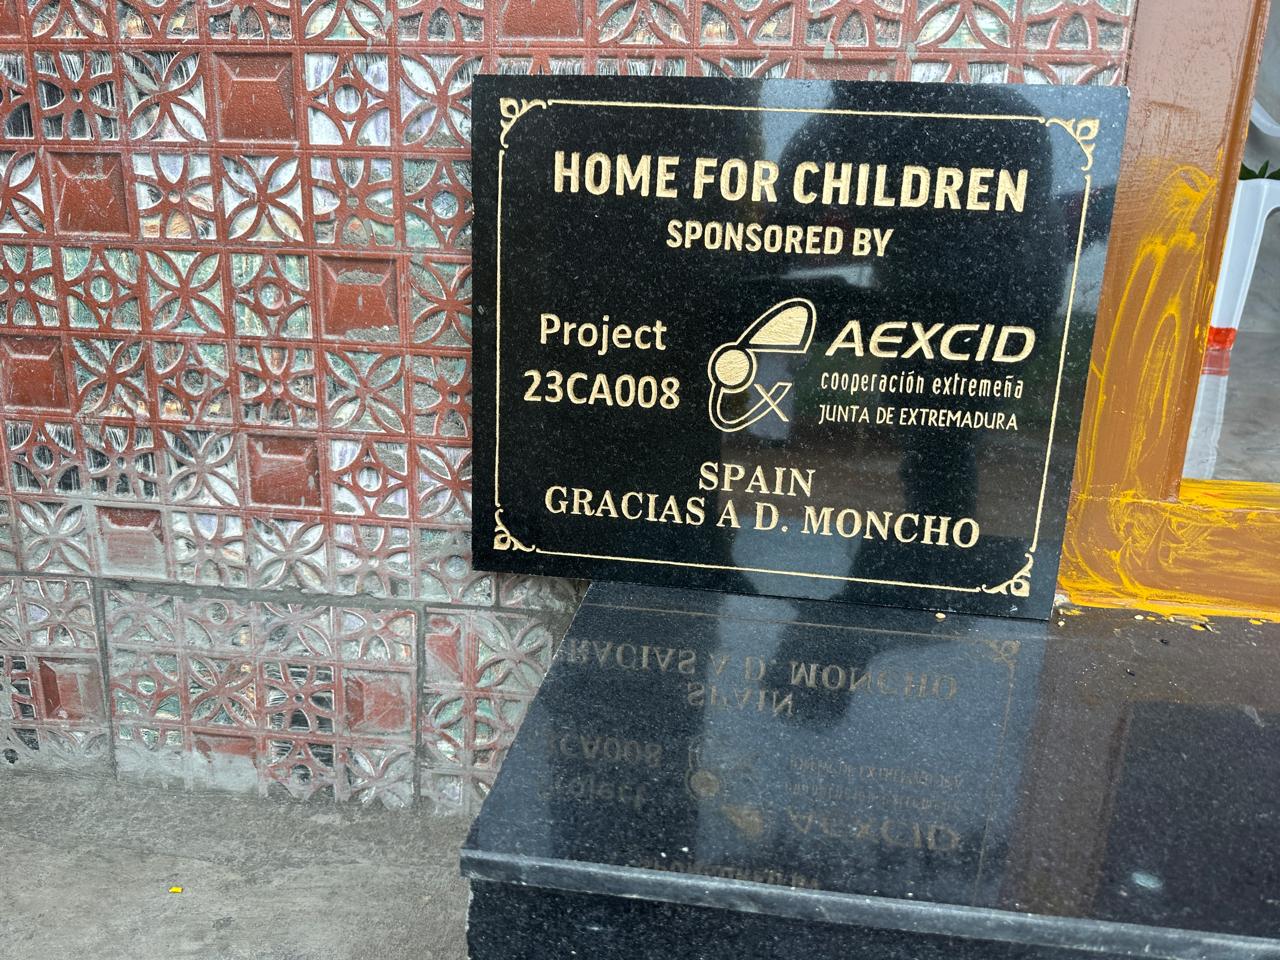 HOME FOR CHILDREN
SPONSORED BY
Project
23CA008
X
AEXCID
cooperación extremeña
JUNTA DE EXTREMADURA
SPAIN
GRACIAS A D. MONCHO